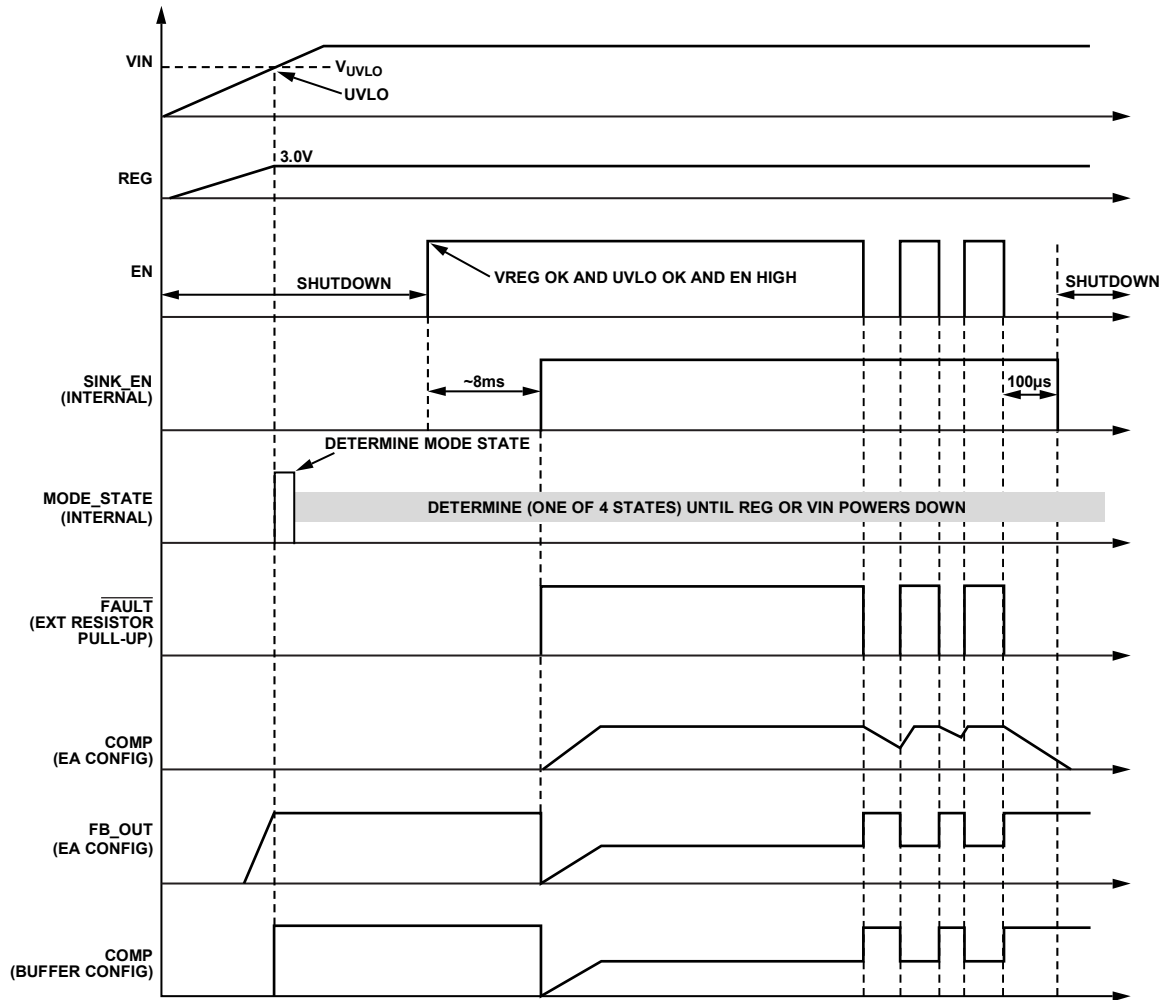 VIN
V_UVLO
UVLO
3.0V
REG
EN
SHUTDOWN
VREG OK AND UVLO OK AND EN HIGH
SHUTDOWN
SINK_EN
(INTERNAL)
~8ms
100µs
DETERMINE MODE STATE
MODE_STATE
(INTERNAL)
DETERMINE (ONE OF 4 STATES) UNTIL REG OR VIN POWERS DOWN
FAULT
(EXT RESISTOR
PULL-UP)
COMP
(EA CONFIG)
FB_OUT
(EA CONFIG)
COMP
(BUFFER CONFIG)